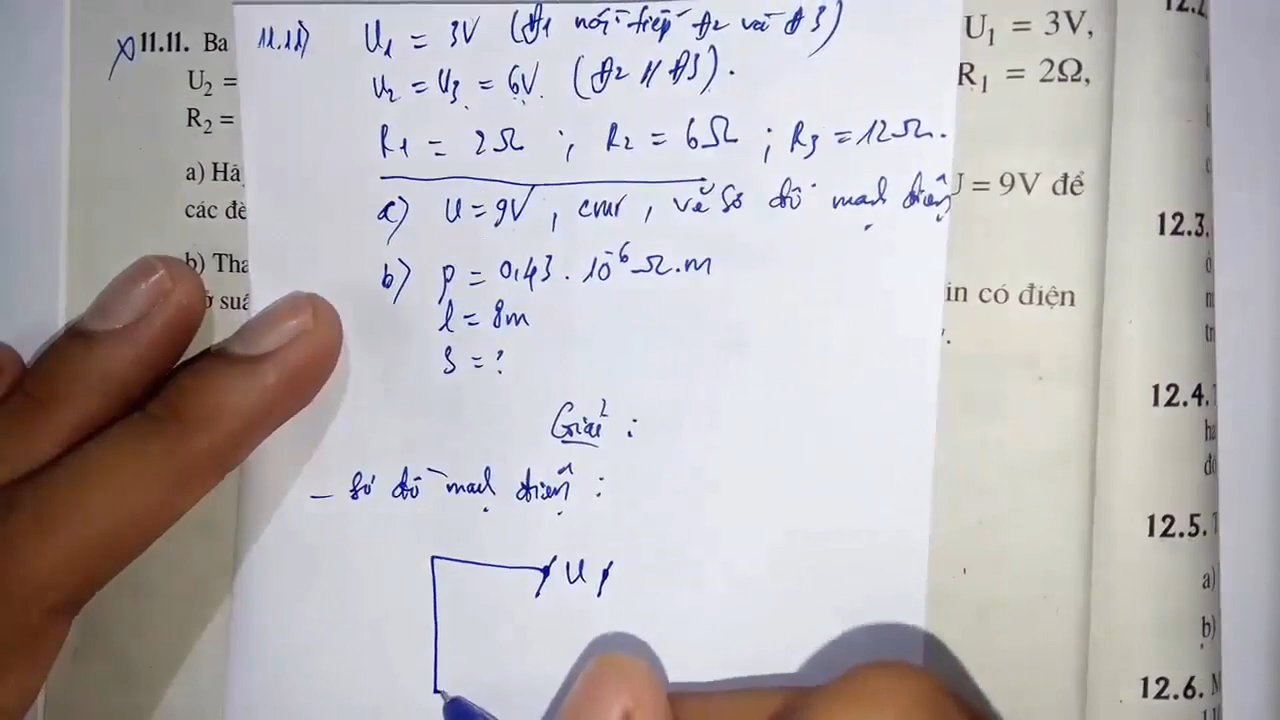 11.11. Ba
U₂ =
R₂ =
a) Hã
các đè
b) Tha
ở suấ
U₁ = 3V (Đ1 nối tiếp Đ2 và Đ3)
U₂ = U₃ = 6V (Đ2 // Đ3).
R₁ = 2Ω ; R₂ = 6Ω ; R₃ = 12Ω.
a) U = 9V, cmr, vẽ sơ đồ mạch điện
b) ρ = 0,43 . 10⁻⁶ Ω.m
l = 8m
S = ?
Giải :
- Sơ đồ mạch điện :
U
U₁ = 3V,
R₁ = 2Ω,
U = 9V để
in có điện
12.3.
12.4.
12.5.
a)
b)
12.6.